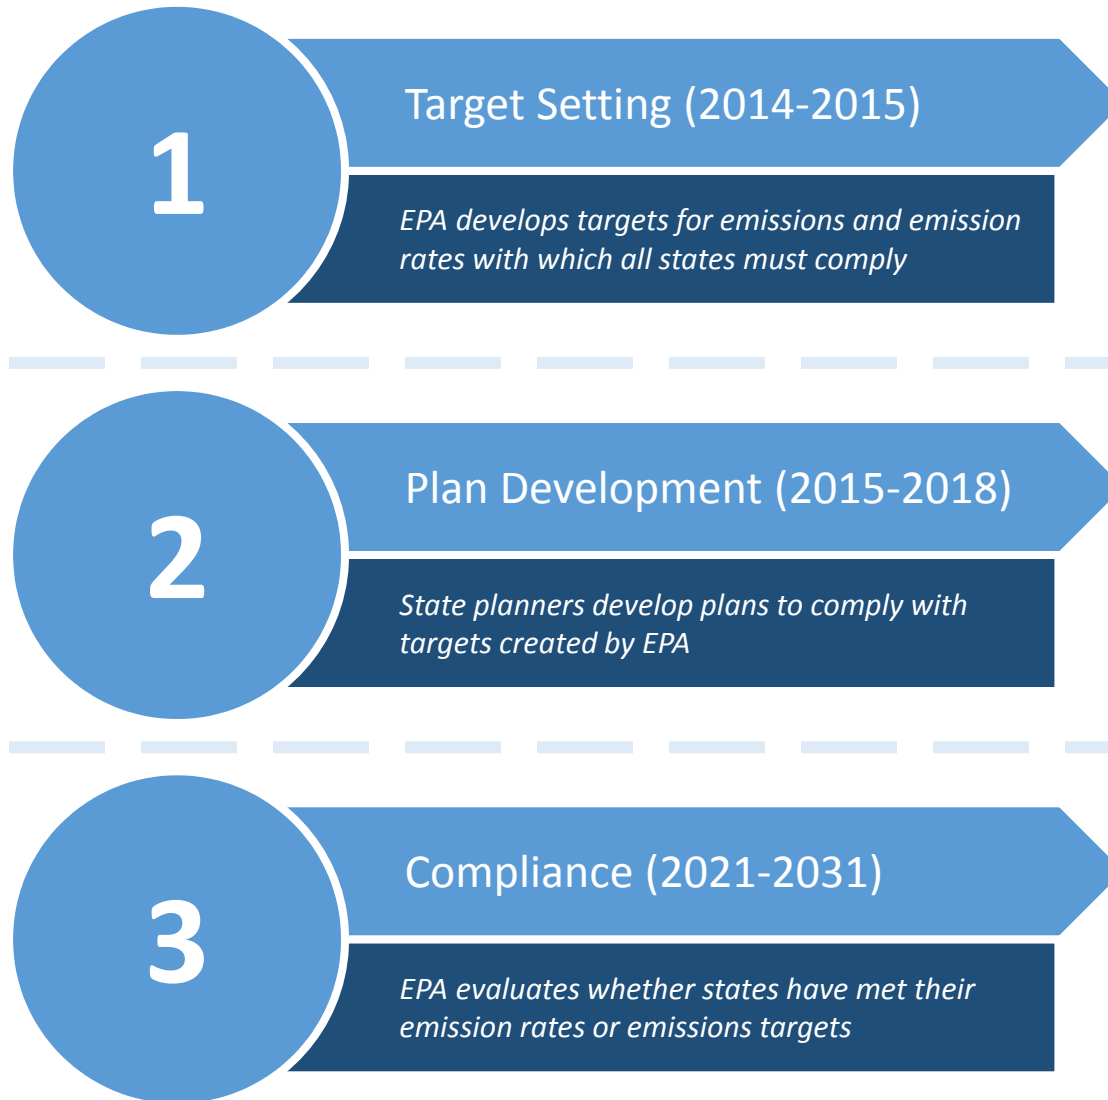 1
Target Setting (2014-2015)
EPA develops targets for emissions and emission
rates with which all states must comply
2
Plan Development (2015-2018)
State planners develop plans to comply with
targets created by EPA
3
Compliance (2021-2031)
EPA evaluates whether states have met their
emission rates or emissions targets